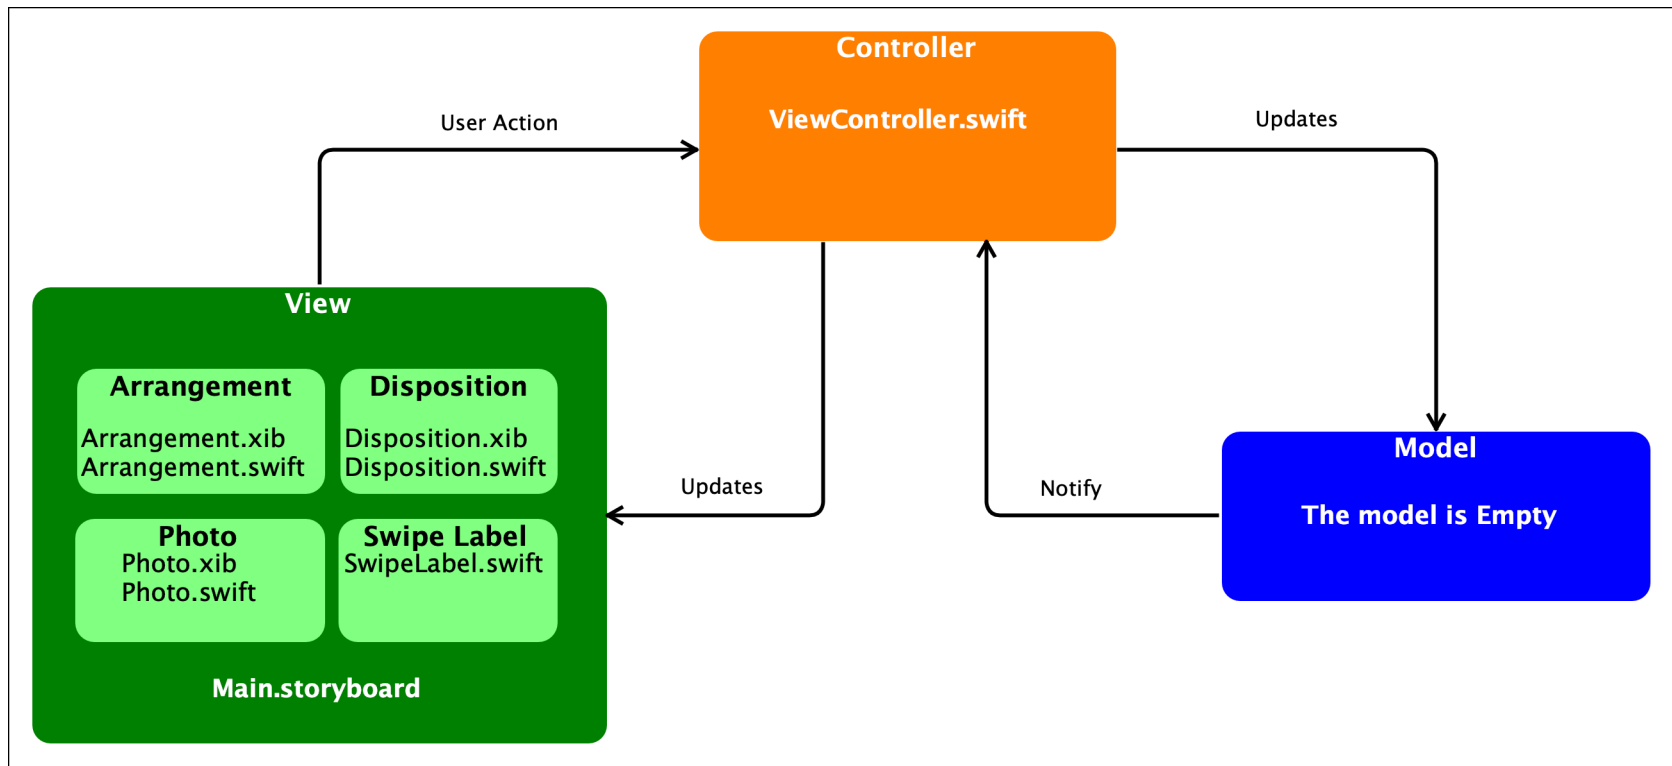 Controller
ViewController.swift
User Action
Updates
View
Arrangement
Arrangement.xib
Arrangement.swift
Disposition
Disposition.xib
Disposition.swift
Photo
Photo.xib
Photo.swift
Swipe Label
SwipeLabel.swift
Main.storyboard
Updates
Notify
Model
The model is Empty